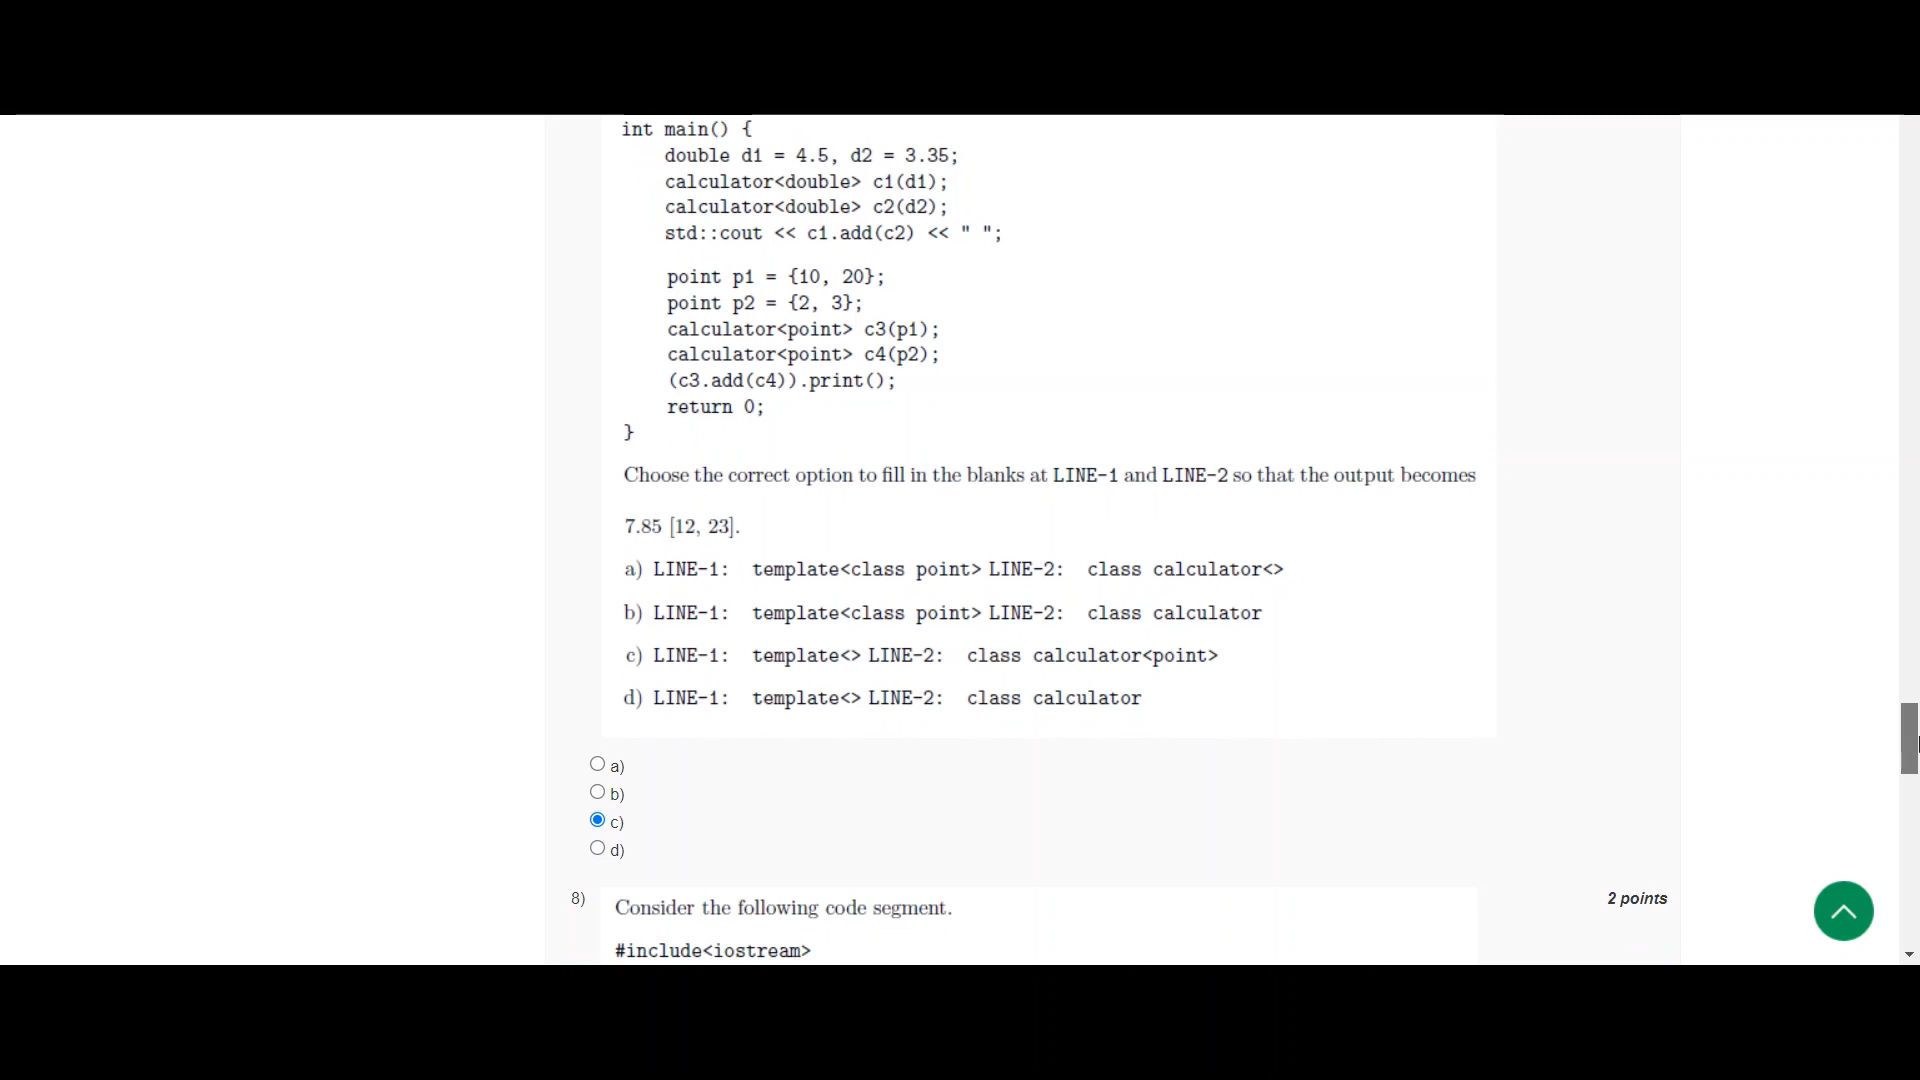 int main() {
double d1 = 4.5, d2 = 3.35;
calculator<double> c1(d1);
calculator<double> c2(d2);
std::cout << c1.add(c2) << " ";
point p1 = {10, 20};
point p2 = {2, 3};
calculator<point> c3(p1);
calculator<point> c4(p2);
(c3.add(c4)).print();
return 0;
}
Choose the correct option to fill in the blanks at LINE-1 and LINE-2 so that the output becomes
7.85 [12, 23].
a) LINE-1: template<class point> LINE-2: class calculator<>
b) LINE-1: template<class point> LINE-2: class calculator
c) LINE-1: template<> LINE-2: class calculator<point>
d) LINE-1: template<> LINE-2: class calculator
a)
b)
c)
d)
8) Consider the following code segment. 2 points
#include<iostream>